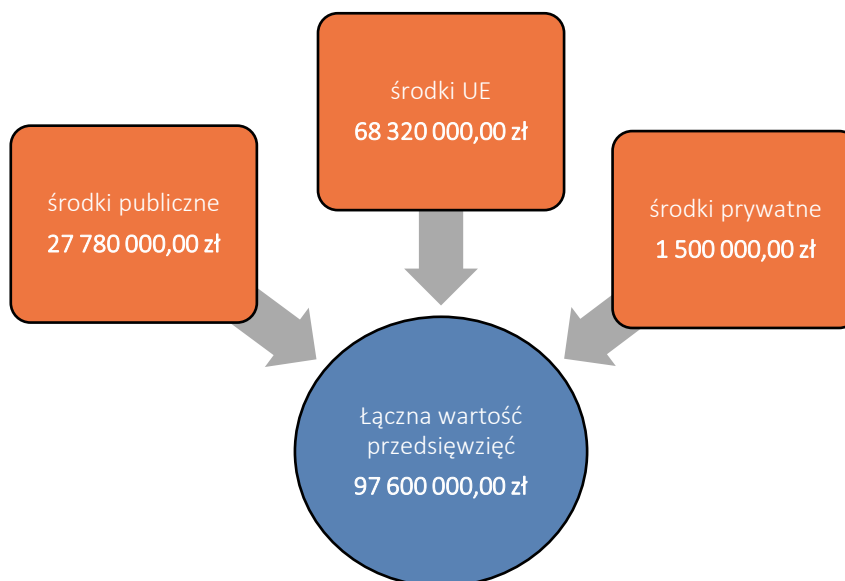 środki UE
68 320 000,00 zł
środki publiczne
27 780 000,00 zł
środki prywatne
1 500 000,00 zł
Łączna wartość
przedsięwzięć
97 600 000,00 zł